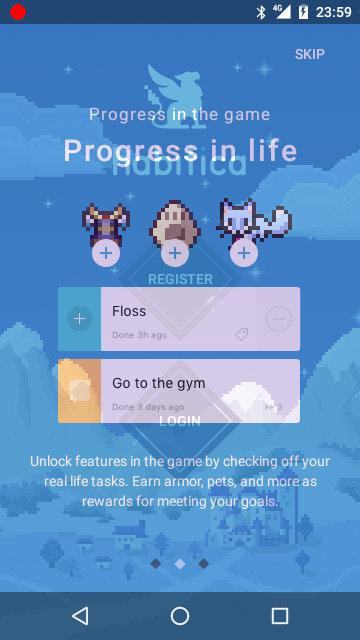 4G 23:59
SKIP
Progress in the game
Progress in life
Habitica
REGISTER
Floss
Done 3h ago
Go to the gym
Done 3 days ago
3
LOGIN
Unlock features in the game by checking off your
real life tasks. Earn armor, pets, and more as
rewards for meeting your goals.